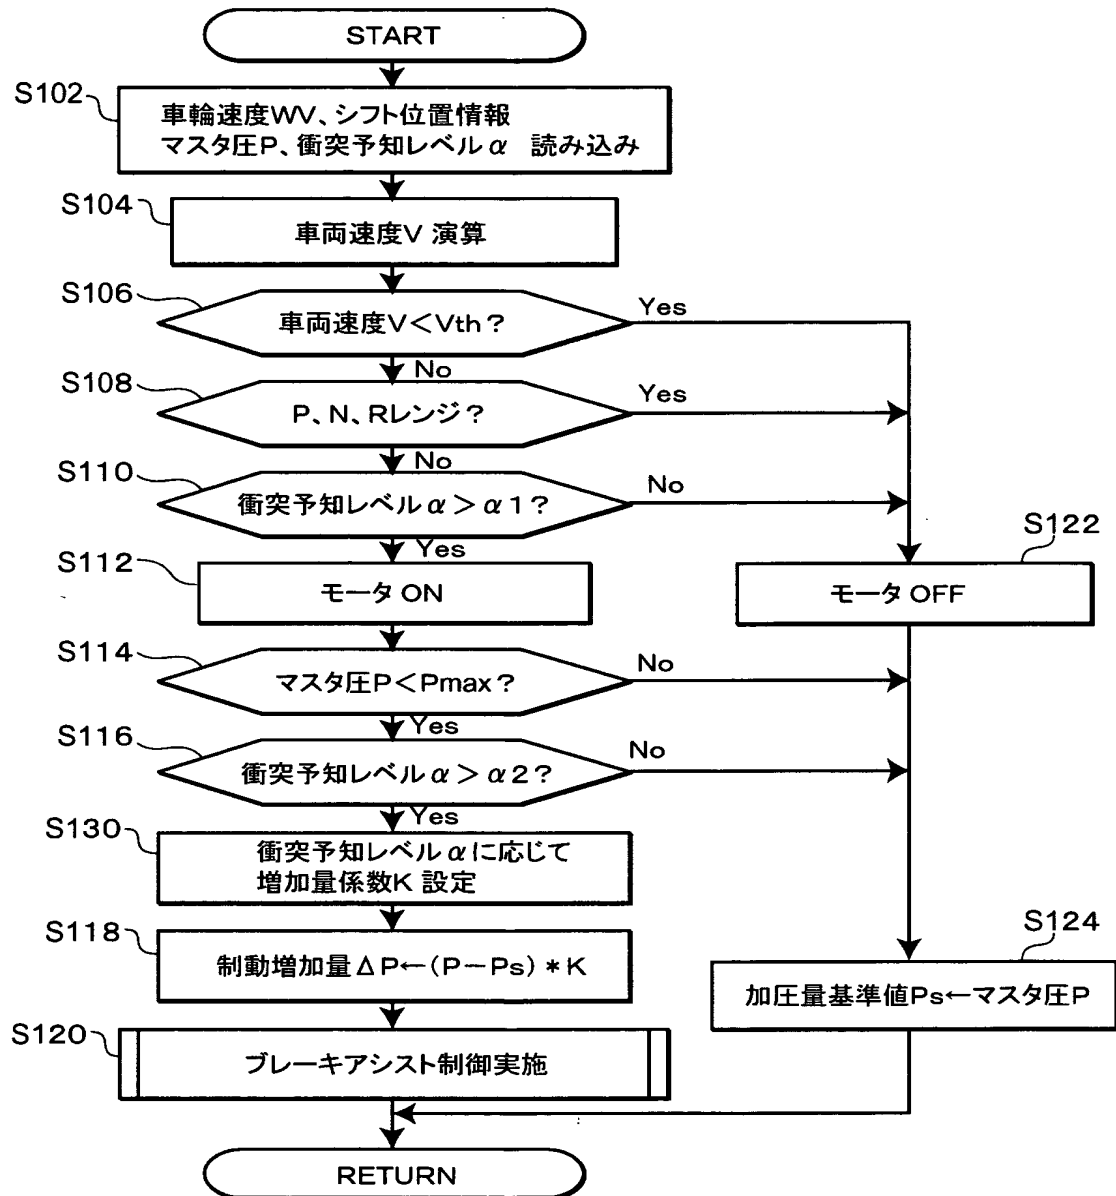 START
S102
車輪速度WV、シフト位置情報
マスタ圧P、衝突予知レベルα 読み込み
S104
車両速度V 演算
S106
車両速度V<Vth?
Yes
No
S108
P、N、Rレンジ?
Yes
No
S110
衝突予知レベルα>α1?
No
Yes
S112
モータ ON
S122
モータ OFF
S114
マスタ圧P<Pmax?
No
Yes
S116
衝突予知レベルα>α2?
No
Yes
S130
衝突予知レベルαに応じて
増加量係数K 設定
S118
制動増加量ΔP←(P-Ps)*K
S124
加圧量基準値Ps←マスタ圧P
S120
ブレーキアシスト制御実施
RETURN